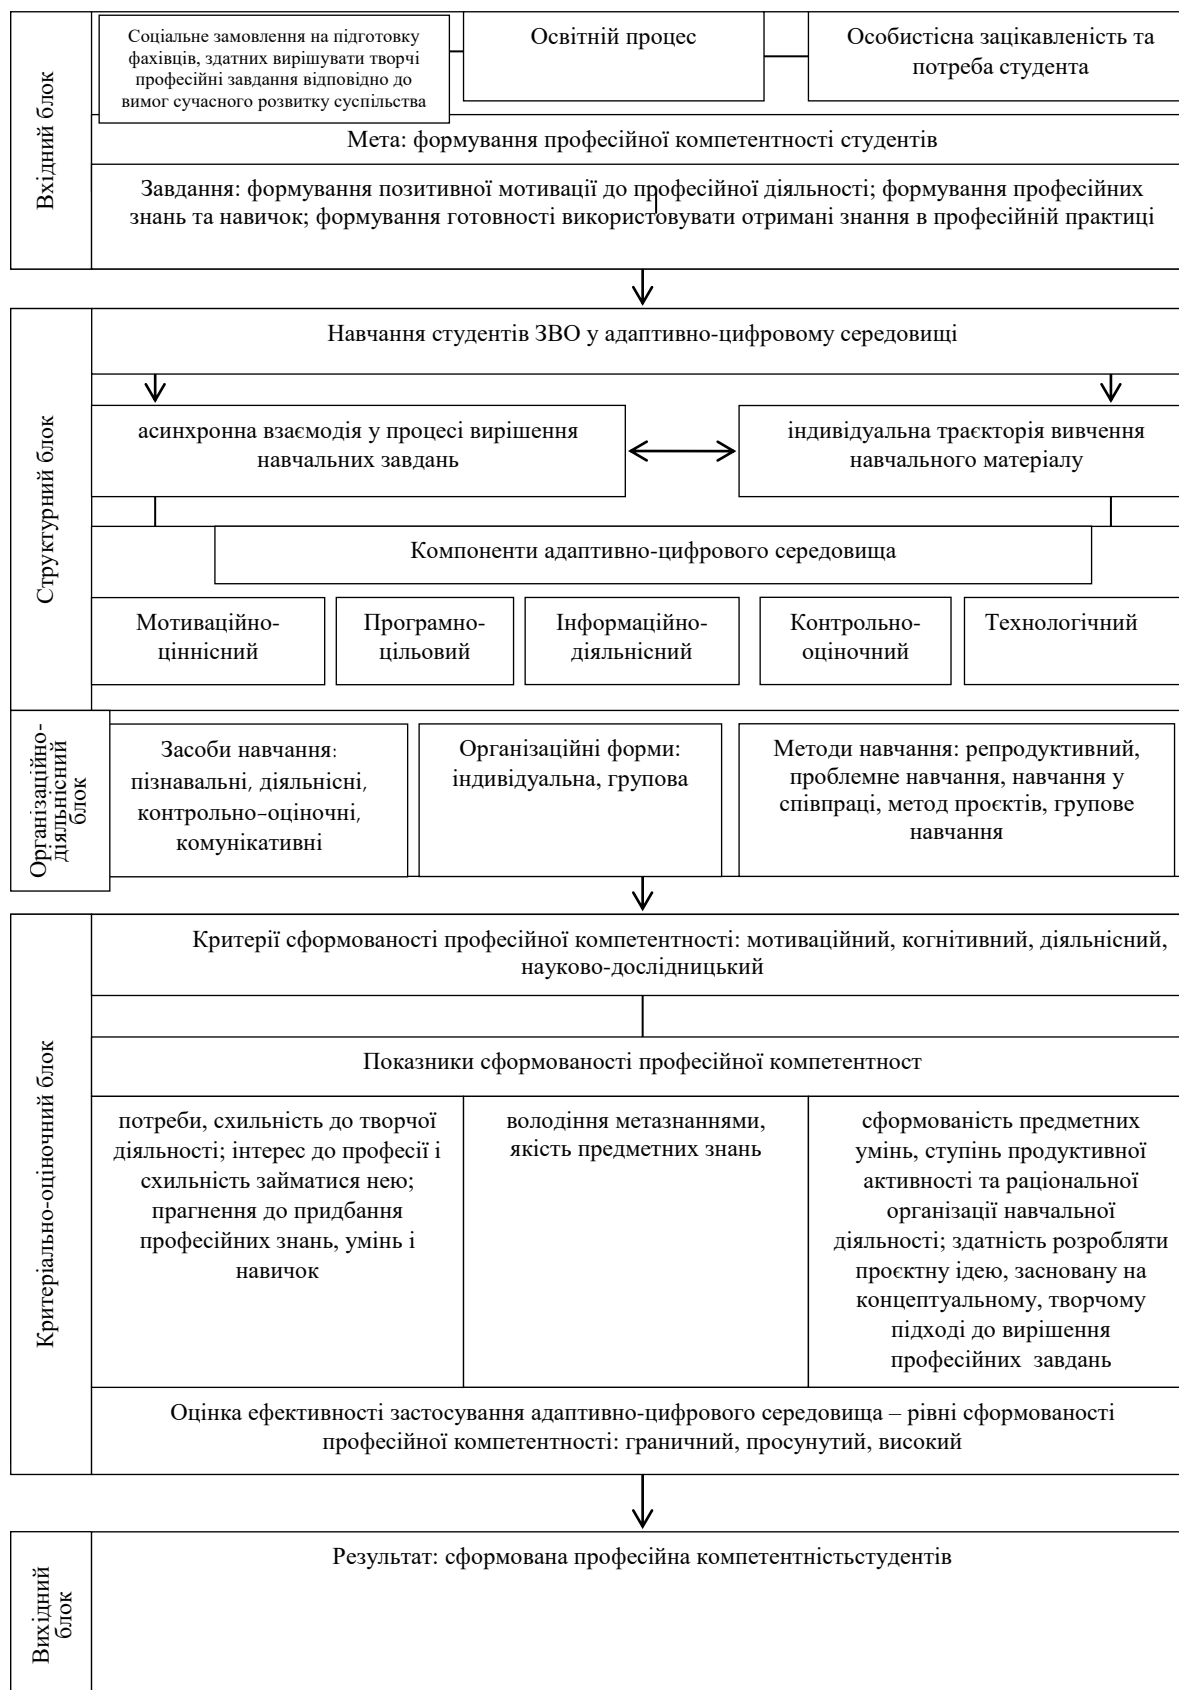 Вхідний блок
Соціальне замовлення на підготовку
фахівців, здатних вирішувати творчі
професійні завдання відповідно до
вимог сучасного розвитку суспільства
Освітній процес
Особистісна зацікавленість та
потреба студента
Мета: формування професійної компетентності студентів
Завдання: формування позитивної мотивації до професійної діяльності; формування професійних
знань та навичок; формування готовності використовувати отримані знання в професійній практиці
Структурний блок
Навчання студентів ЗВО у адаптивно-цифровому середовищі
асинхронна взаємодія у процесі вирішення
навчальних завдань
індивідуальна траєкторія вивчення
навчального матеріалу
Компоненти адаптивно-цифрового середовища
Мотиваційно-
ціннісний
Програмно-
цільовий
Інформаційно-
діяльнісний
Контрольно-
оціночний
Технологічний
Організаційно-
діяльнісний
блок
Засоби навчання:
пізнавальні, діяльнісні,
контрольно-оціночні,
комунікативні
Організаційні форми:
індивідуальна, групова
Методи навчання: репродуктивний,
проблемне навчання, навчання у
співпраці, метод проєктів, групове
навчання
Критеріально-оціночний блок
Критерії сформованості професійної компетентності: мотиваційний, когнітивний, діяльнісний,
науково-дослідницький
Показники сформованості професійної компетентност
потреби, схильність до творчої
діяльності; інтерес до професії і
схильність займатися нею;
прагнення до придбання
професійних знань, умінь і
навичок
володіння метазнаннями,
якість предметних знань
сформованість предметних
умінь, ступінь продуктивної
активності та раціональної
організації навчальної
діяльності; здатність розробляти
проєктну ідею, засновану на
концептуальному, творчому
підході до вирішення
професійних завдань
Оцінка ефективності застосування адаптивно-цифрового середовища – рівні сформованості
професійної компетентності: граничний, просунутий, високий
Вихідний
блок
Результат: сформована професійна компетентністьстудентів